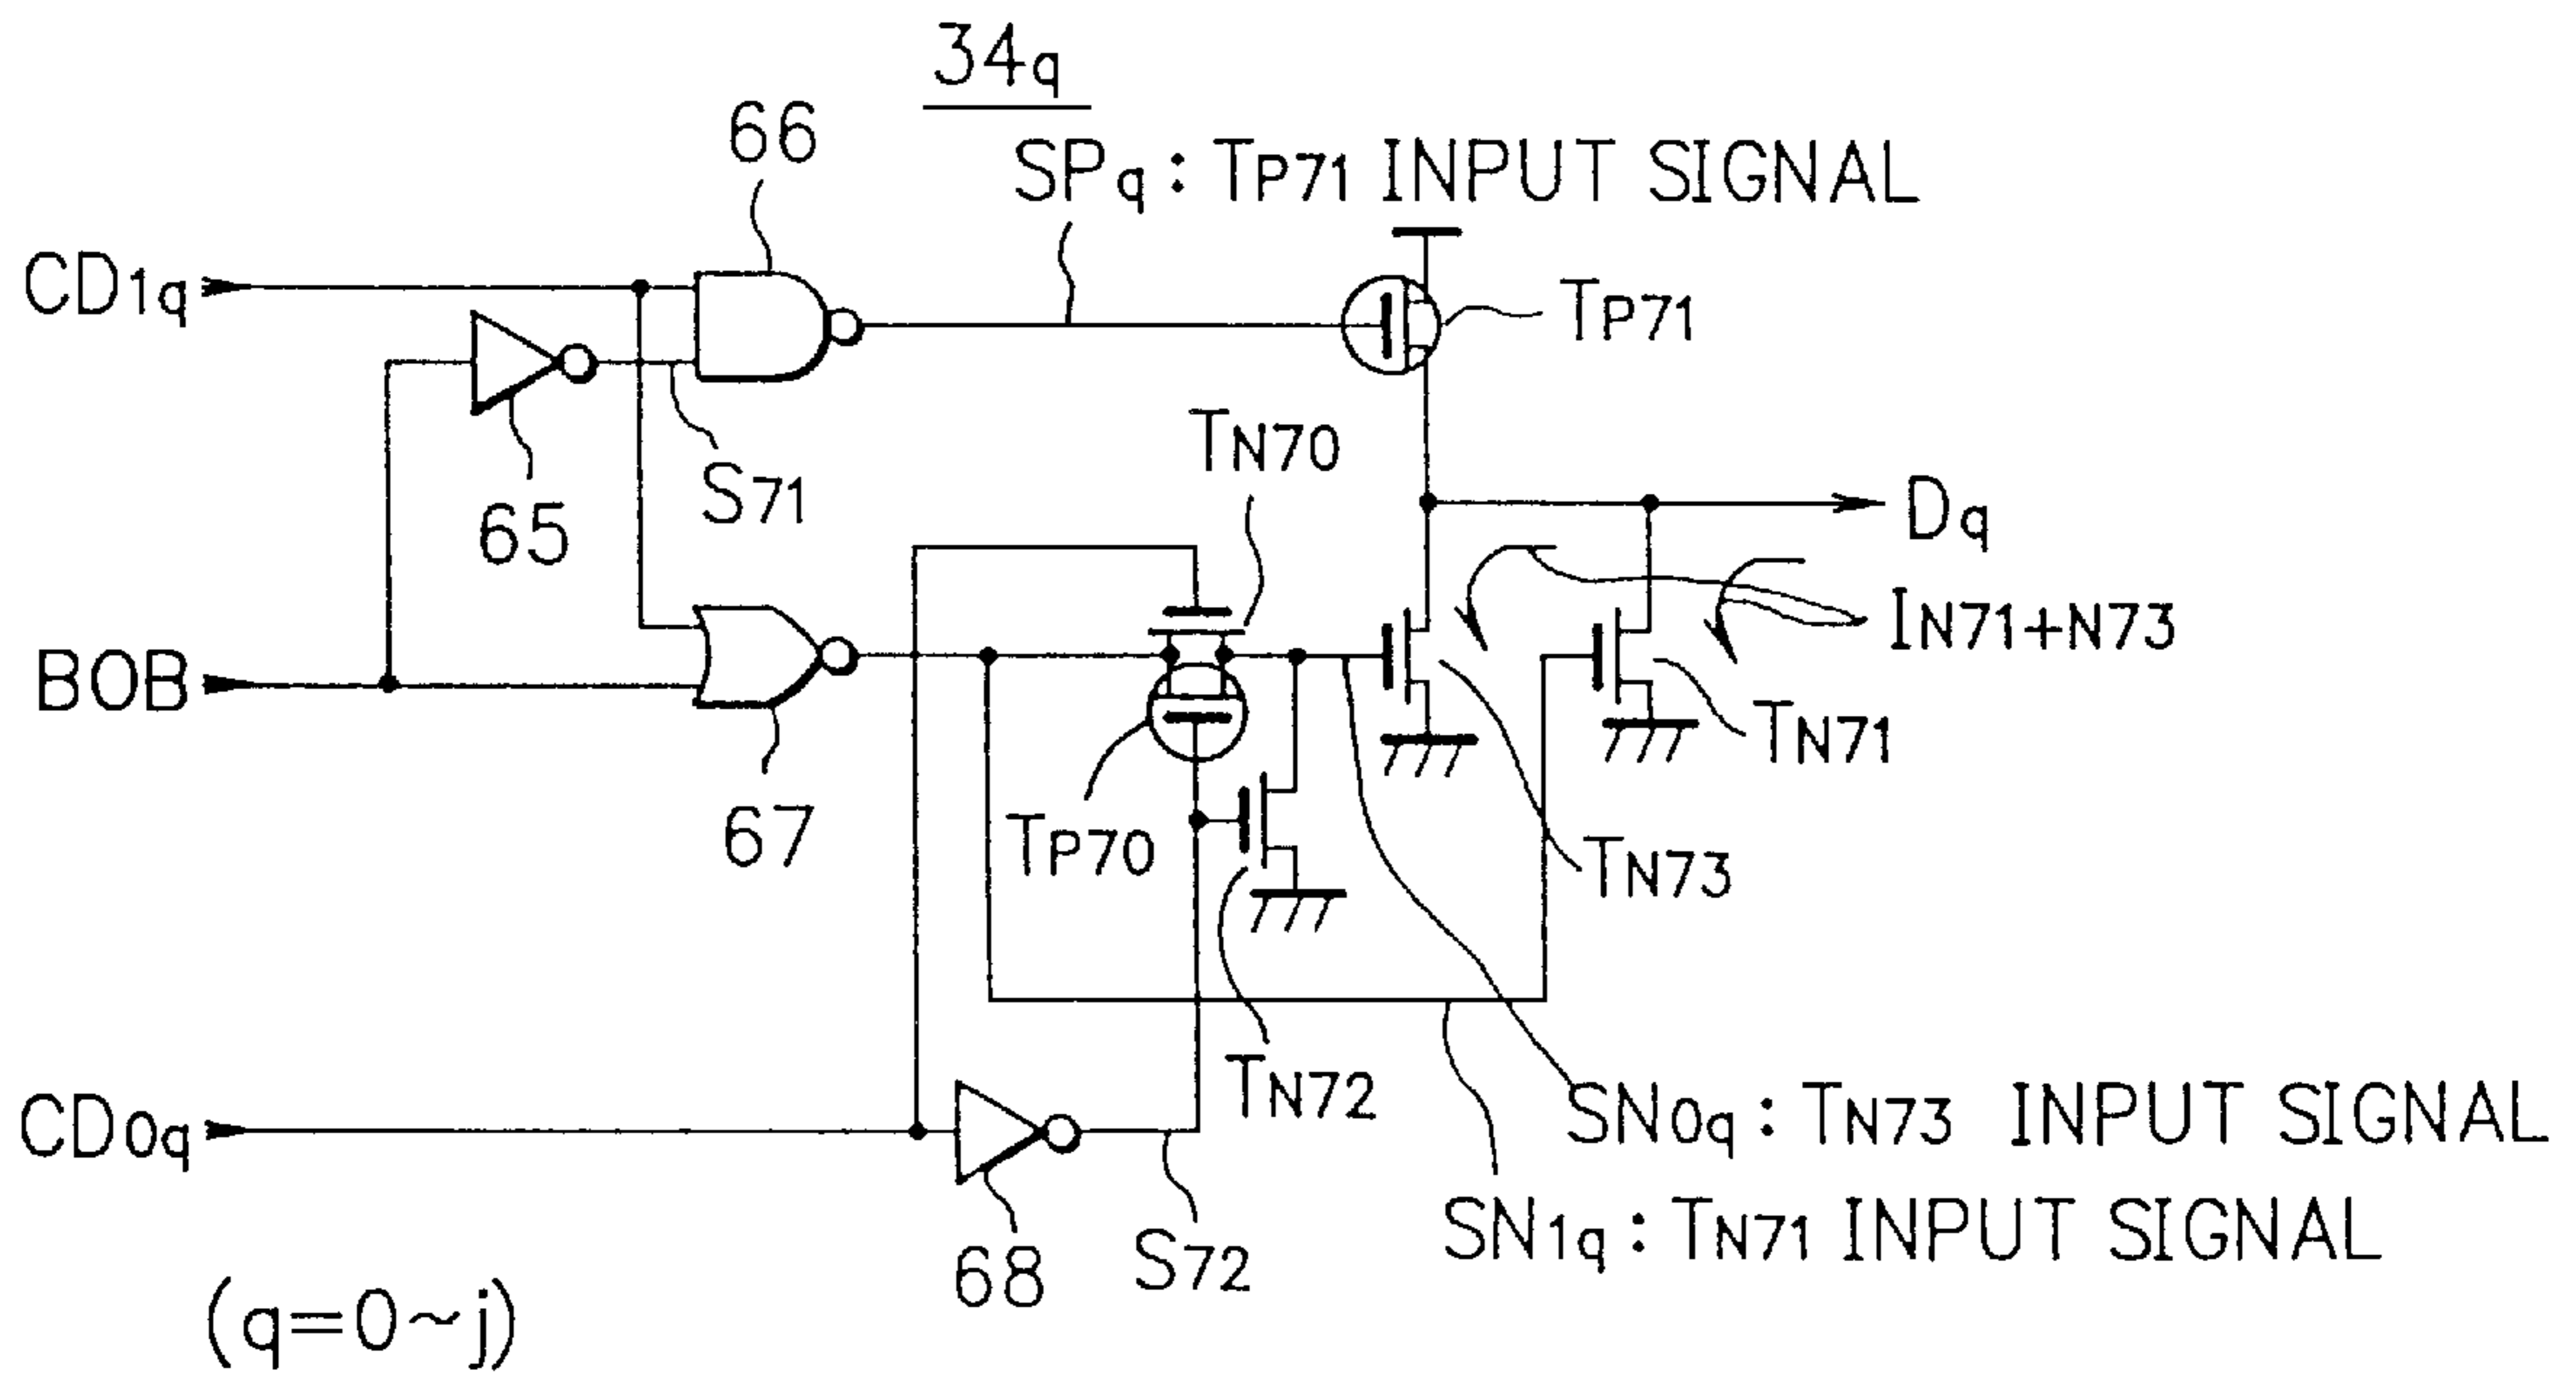 34q
66
SPq : TP71 INPUT SIGNAL
CD1q
TP71
TN70
S71
65
Dq
IN71+N73
BOB
TN71
67
TP70
TN73
TN72
CD0q
SN0q : TN73 INPUT SIGNAL
SN1q : TN71 INPUT SIGNAL
68
S72
(q=0~j)